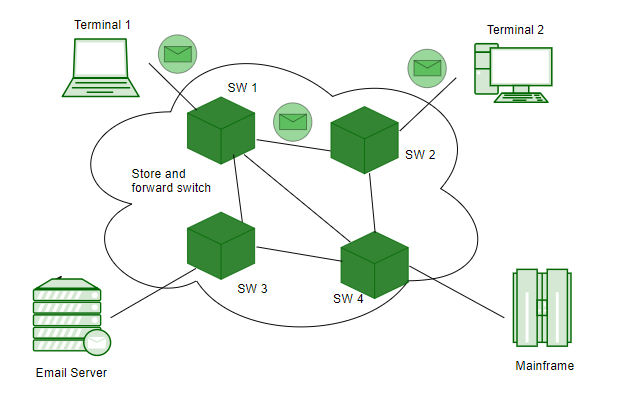 Terminal 1
Terminal 2
SW 1
SW 2
Store and
forward switch
SW 3
SW 4
Email Server
Mainframe